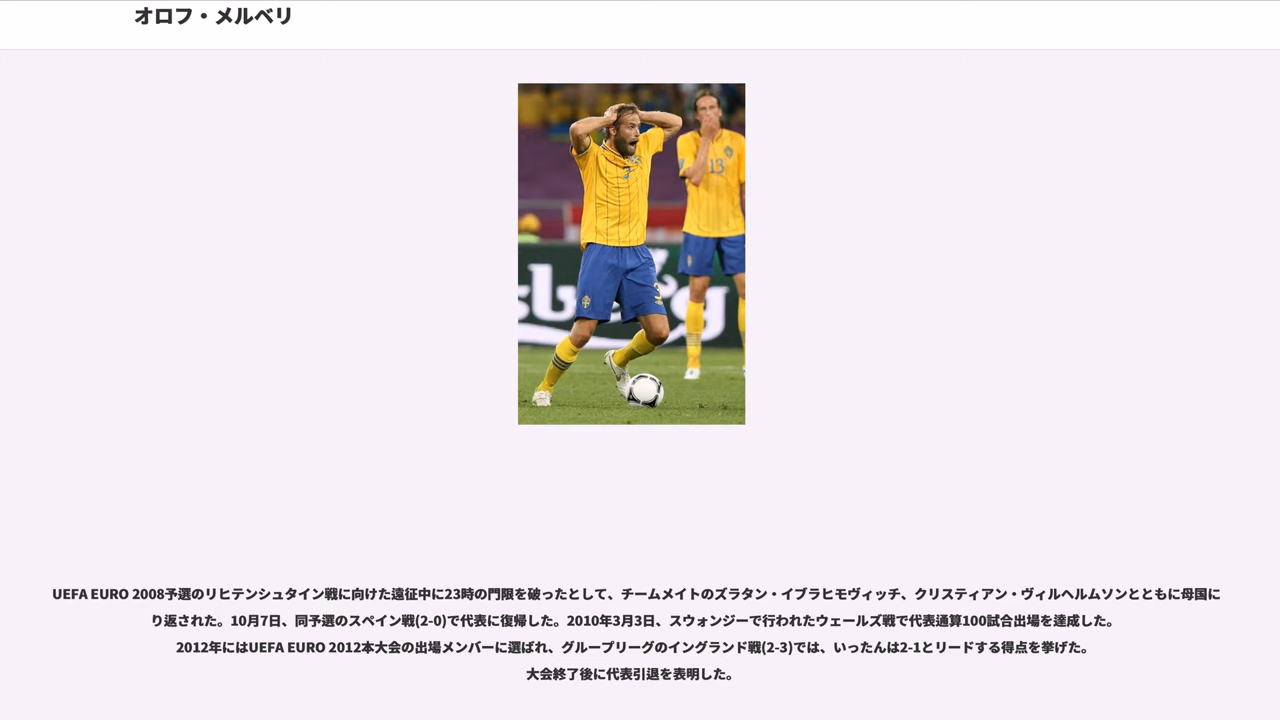 オロフ・メルベリ
13
3
3
UEFA EURO 2008予選のリヒテンシュタイン戦に向けた遠征中に23時の門限を破ったとして、チームメイトのズラタン・イブラヒモヴィッチ、クリスティアン・ヴィルヘルムソンとともに母国に
り返された。10月7日、同予選のスペイン戦(2-0)で代表に復帰した。2010年3月3日、スウォンジーで行われたウェールズ戦で代表通算100試合出場を達成した。
2012年にはUEFA EURO 2012本大会の出場メンバーに選ばれ、グループリーグのイングランド戦(2-3)では、いったんは2-1とリードする得点を挙げた。
大会終了後に代表引退を表明した。